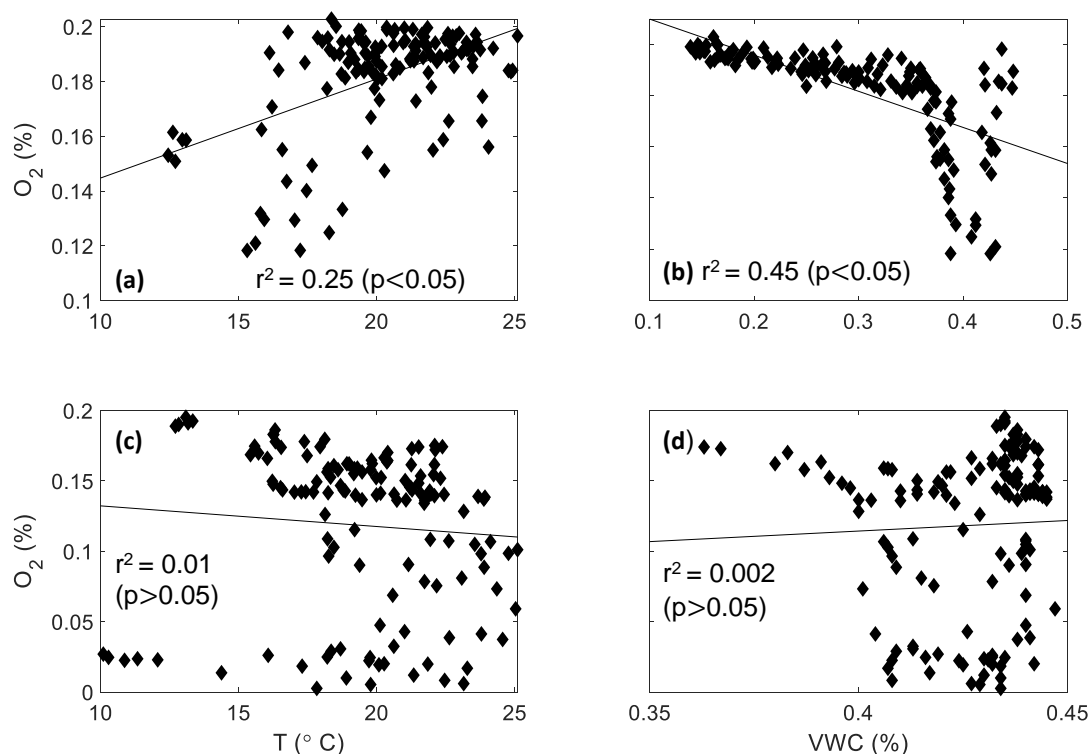 0.2
0.18
0.16
0.14
0.12
0.1
O2 (%)
(a)
r2 = 0.25 (p<0.05)
10 15 20 25
(b) r2 = 0.45 (p<0.05)
0.1 0.2 0.3 0.4 0.5
0.2
0.15
0.1
0.05
0
O2 (%)
(c)
r2 = 0.01
(p>0.05)
10 15 20 25
T (° C)
(d)
r2 = 0.002
(p>0.05)
0.35 0.4 0.45
VWC (%)